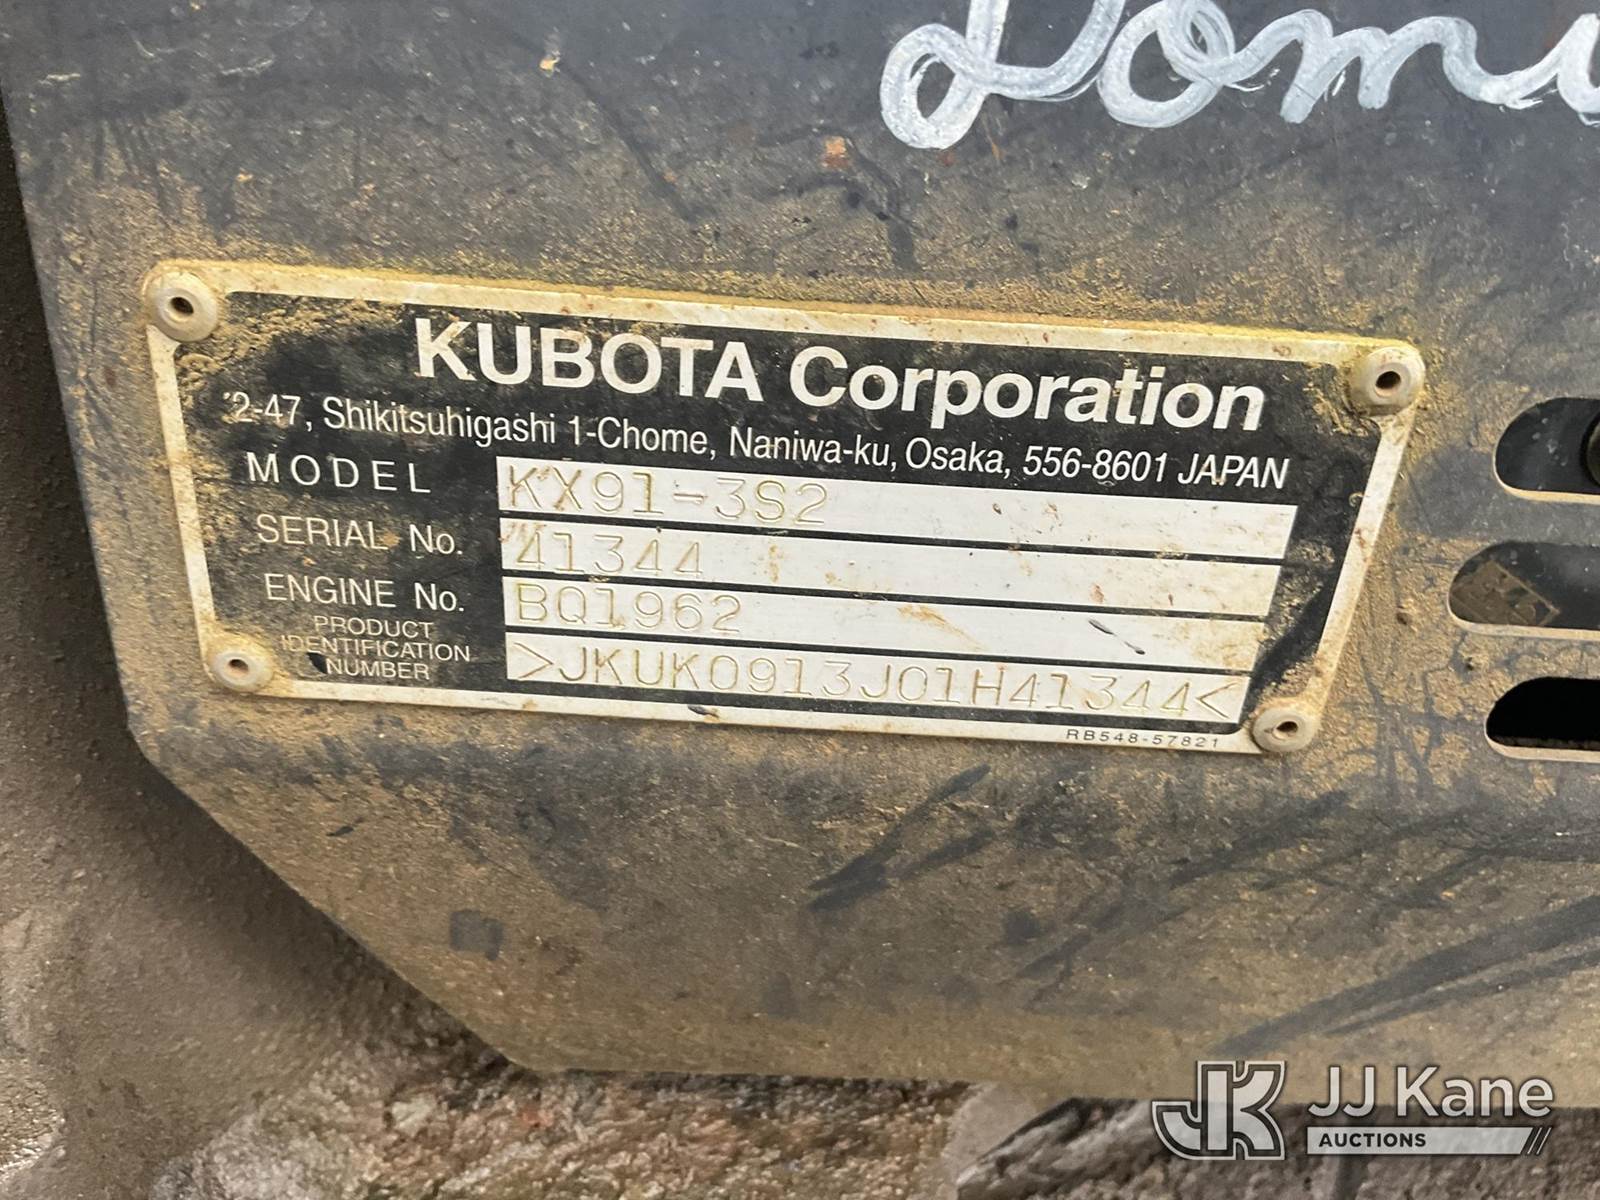 KUBOTA Corporation
2-47, Shikitsuhigashi 1-Chome, Naniwa-ku, Osaka, 556-8601 JAPAN
MODEL KX91-3S2
SERIAL No. 41344
ENGINE No. BQ1962
PRODUCT
IDENTIFICATION
NUMBER >JKUK0913J01H41344<
RB548-57821
JK JJ Kane
AUCTIONS